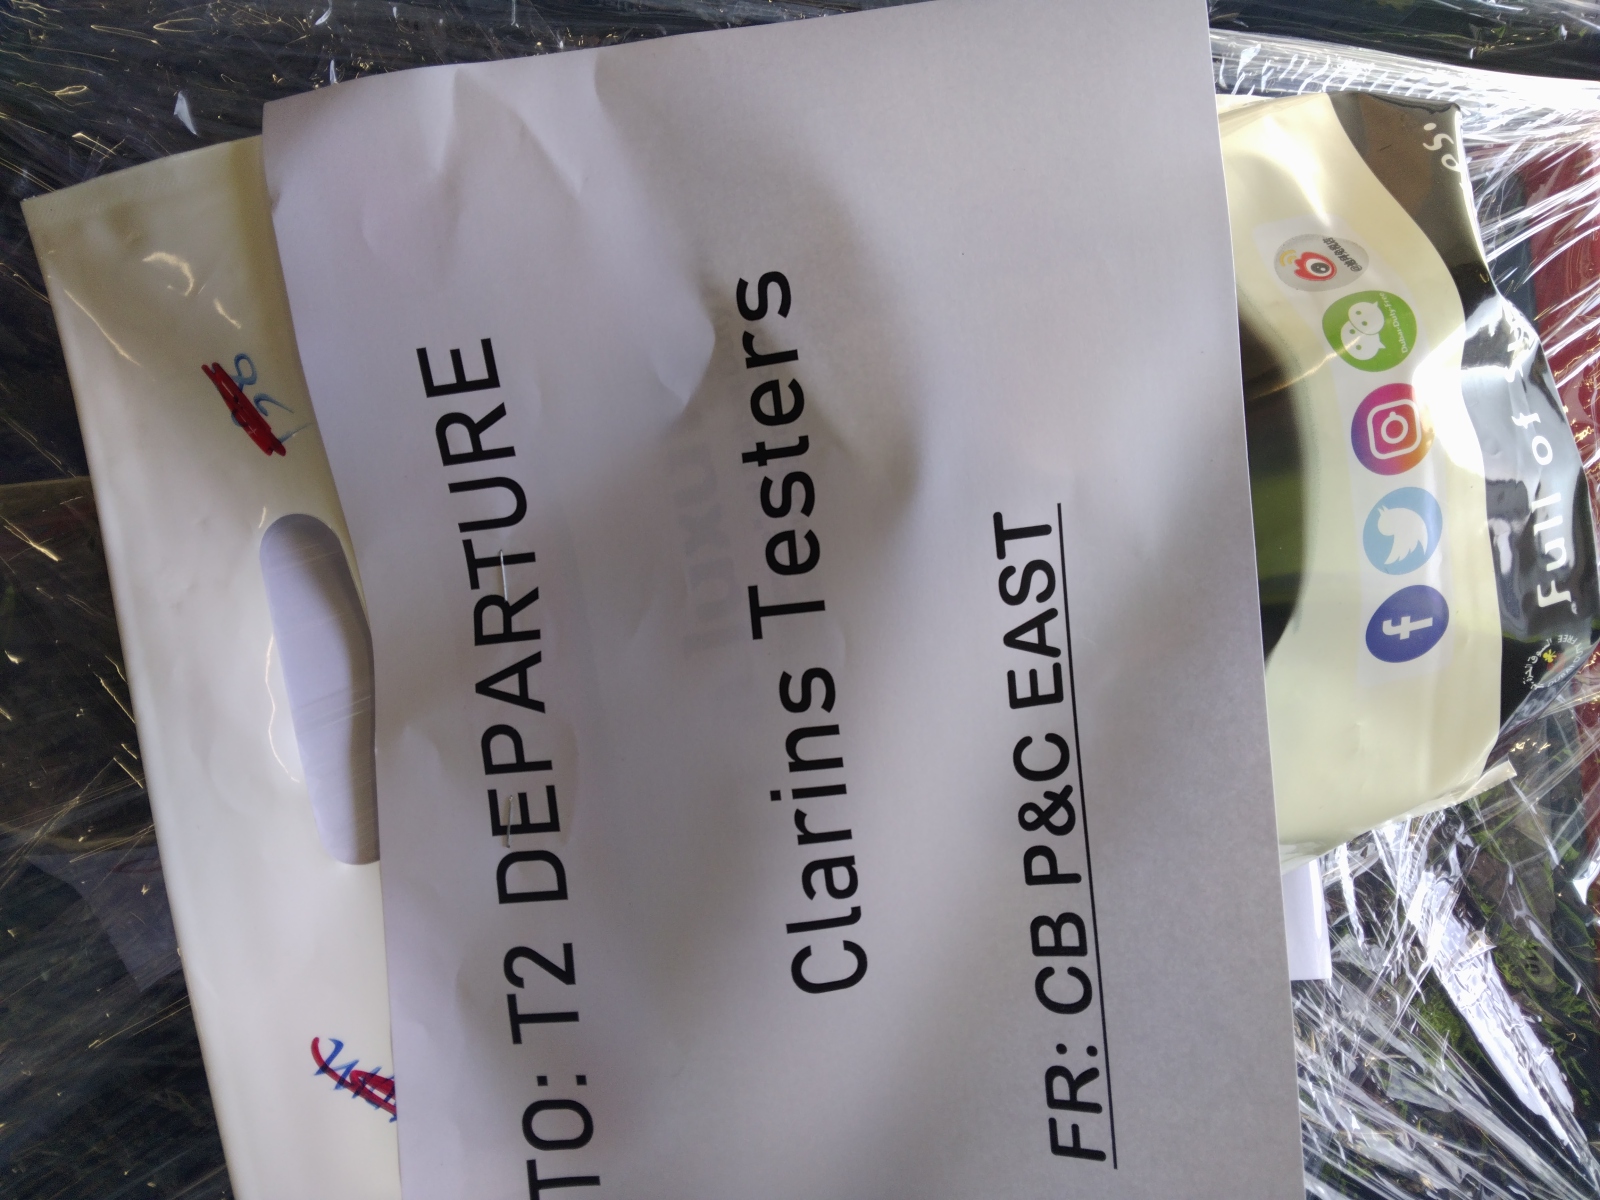 TO: T2 DEPARTURE
Clarins Testers
FR: CB P&C EAST
Full of